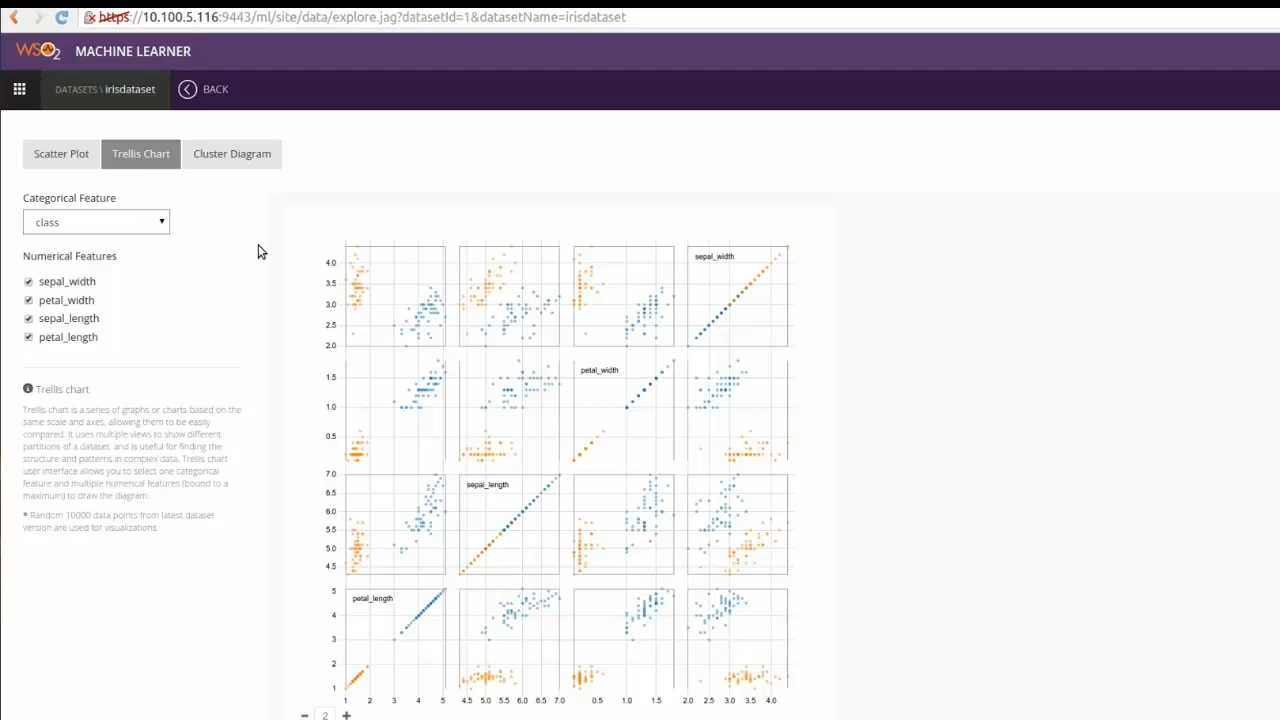 https://10.100.5.116:9443/ml/site/data/explore.jag?datasetId=1&datasetName=irisdataset
WSO2 MACHINE LEARNER
DATASETS \ irisdataset BACK
Scatter Plot Trellis Chart Cluster Diagram
Categorical Feature
class
Numerical Features
sepal_width
petal_width
sepal_length
petal_length
Trellis chart
Trellis chart is a series of graphs or charts based on the
same scale and axes, allowing them to be easily
compared. It uses multiple views to show different
partitions of a dataset, and is useful for finding the
structure and patterns in complex data. Trellis chart
user interface allows you to select one categorical
feature and multiple numerical features (bound to a
maximum) to draw the diagram.
* Random 10000 data points from latest dataset
version are used for visualizations.
sepal_width
4.0
3.5
3.0
2.5
2.0
petal_width
1.5
1.0
0.5
7.0
sepal_length
6.5
6.0
5.5
5.0
4.5
5
petal_length
4
3
2
1
1 2 3 4 5 4.5 5.0 5.5 6.0 6.5 7.0 0.5 1.0 1.5 2.0 2.5 3.0 3.5 4.0
− 2 +